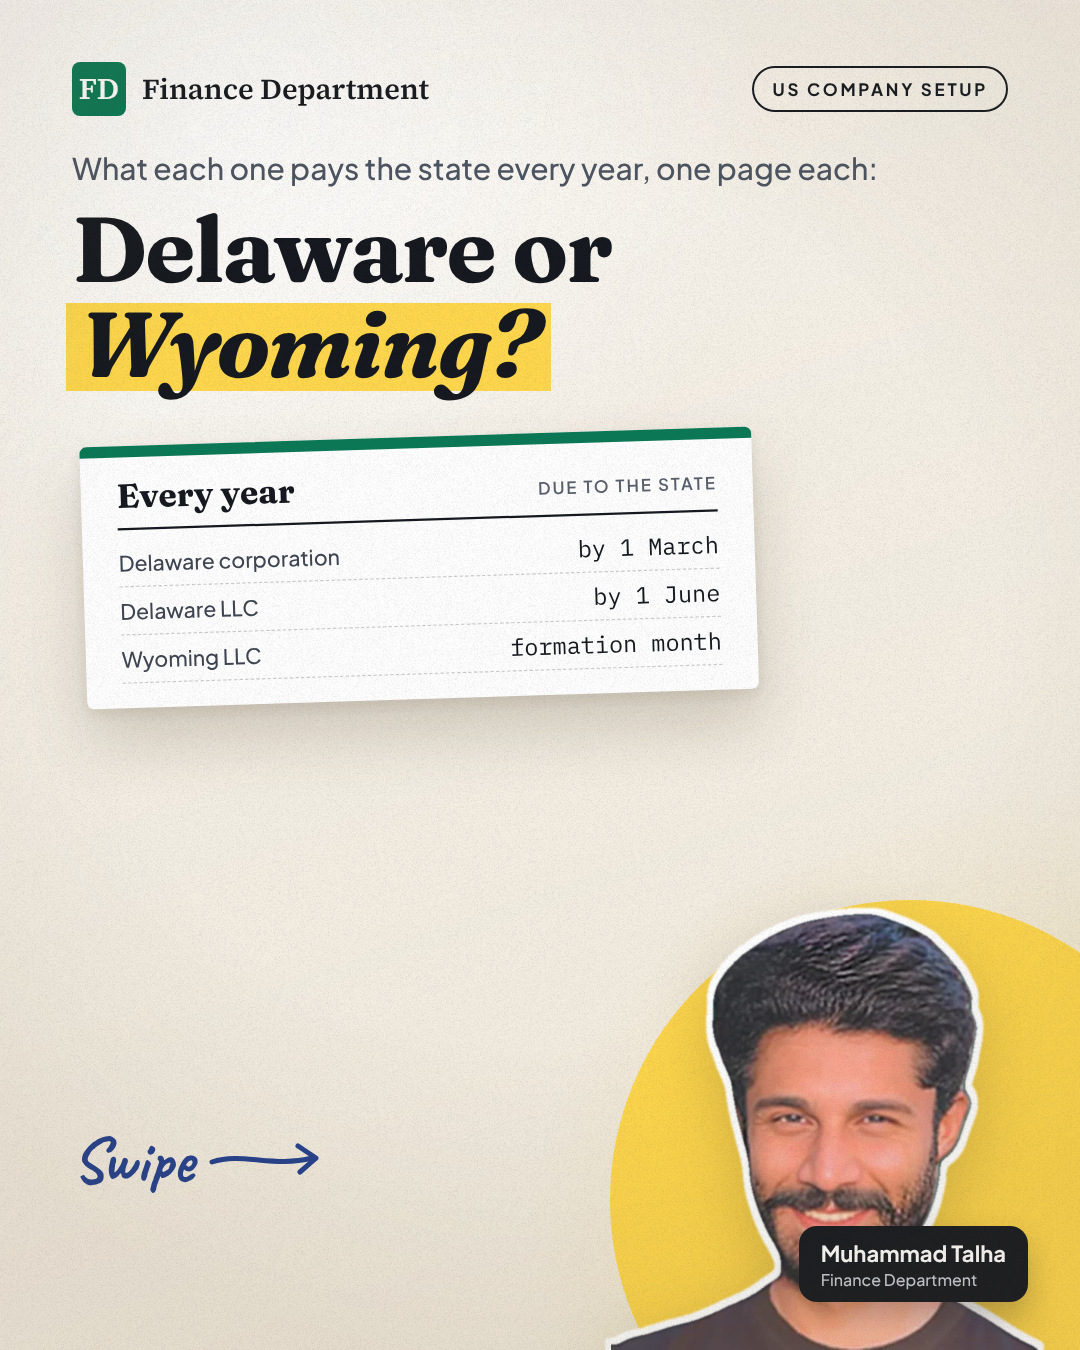 FD Finance Department
US COMPANY SETUP
What each one pays the state every year, one page each:
Delaware or
Wyoming?
Every year
DUE TO THE STATE
Delaware corporation by 1 March
Delaware LLC by 1 June
Wyoming LLC formation month
Swipe
Muhammad Talha
Finance Department